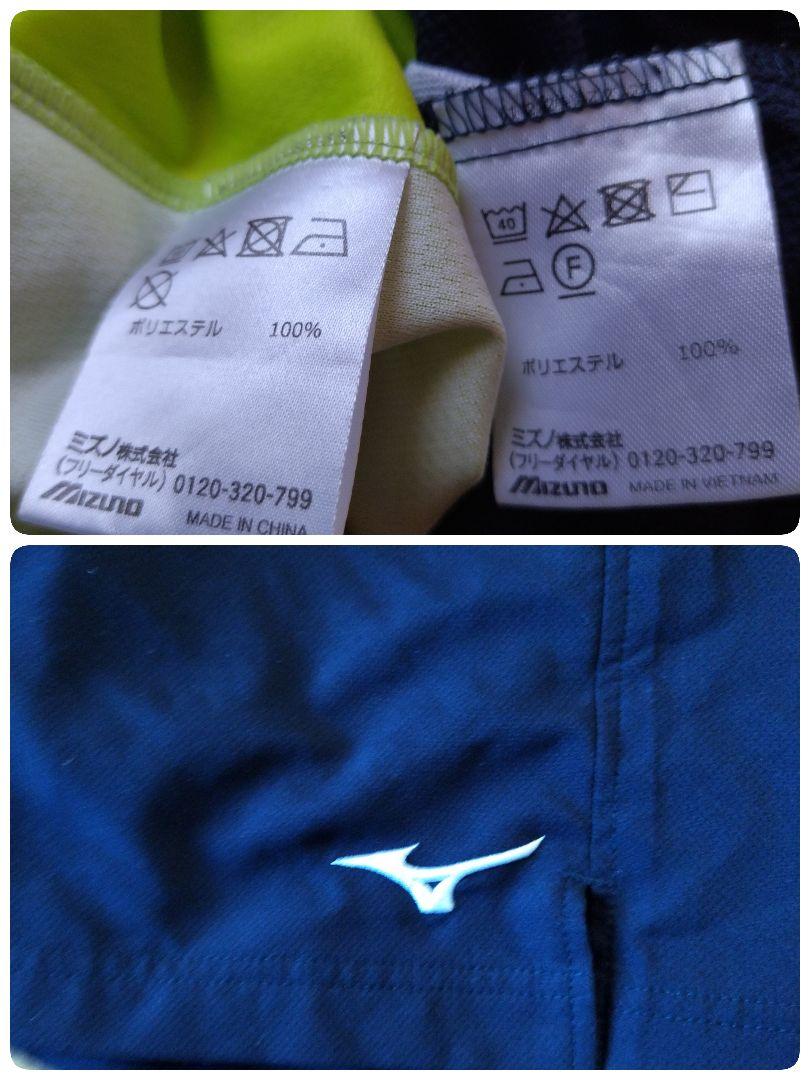 ポリエステル 100%
ミズノ株式会社
(フリーダイヤル) 0120-320-799
MIZUNO MADE IN CHINA
40
F
ポリエステル 100%
ミズノ株式会社
(フリーダイヤル) 0120-320-799
MIZUNO MADE IN VIETNAM